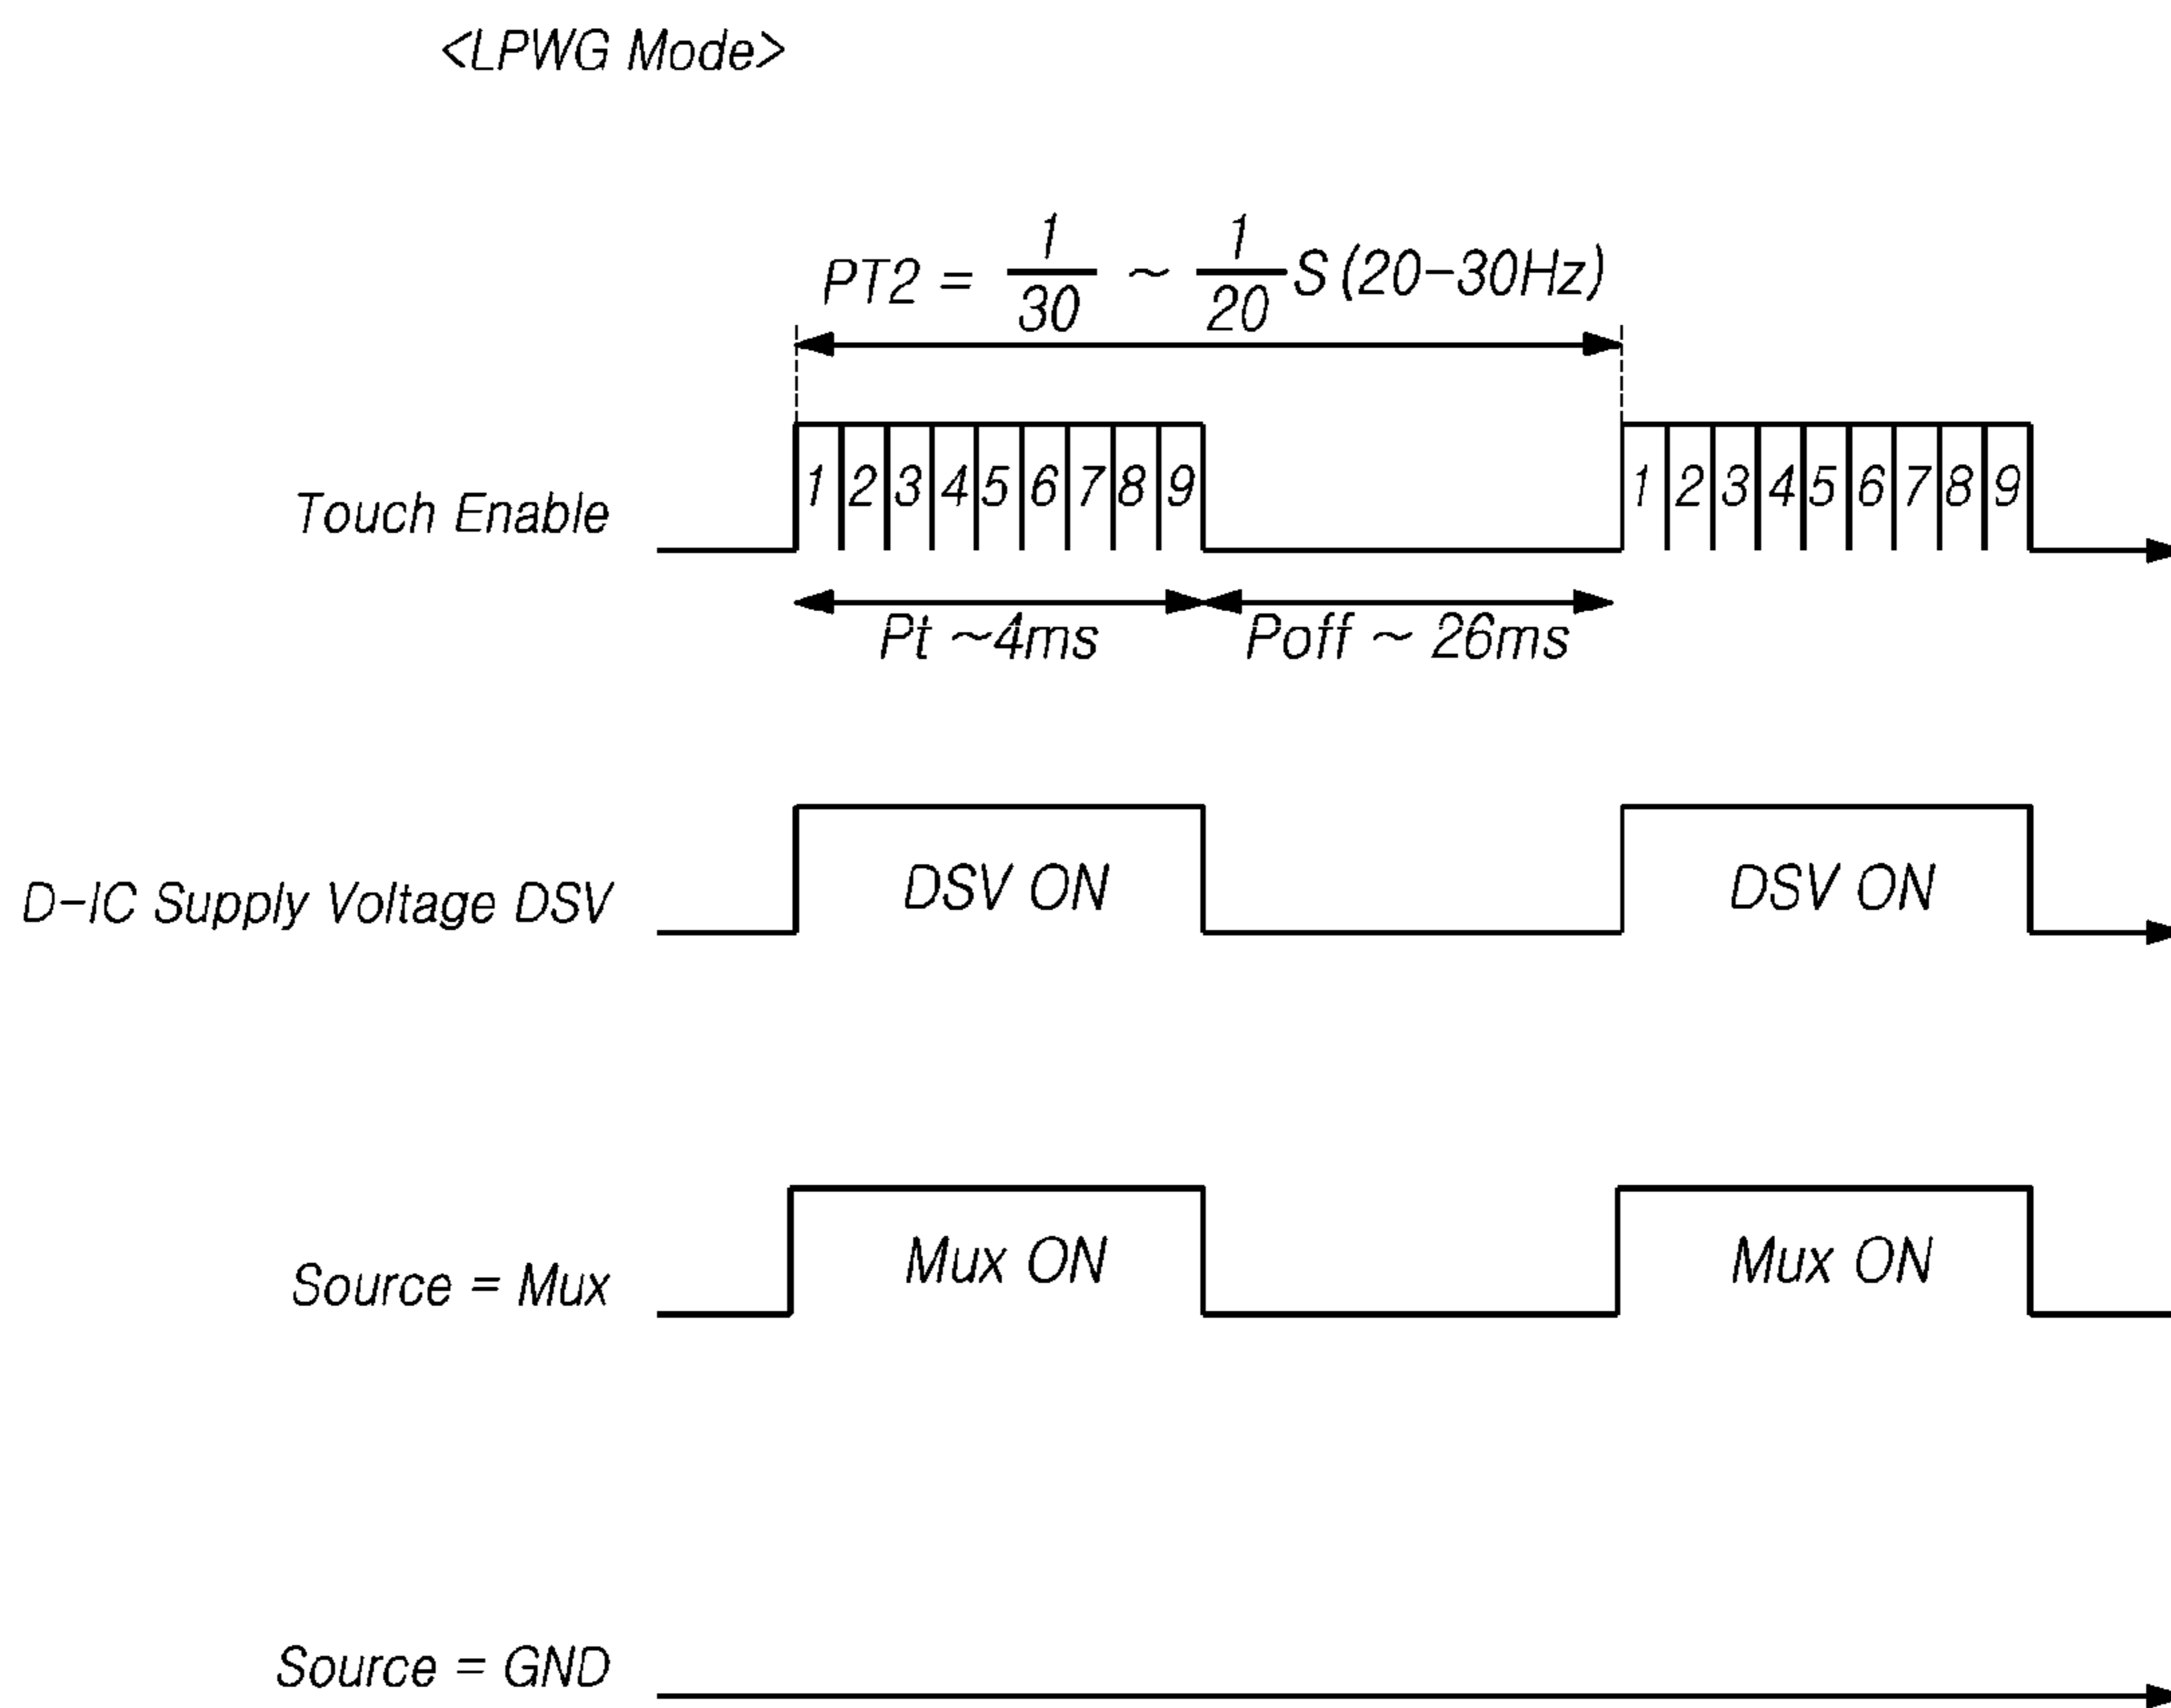 <LPWG Mode>
PT2 = 1/30 ~ 1/20 S (20-30Hz)
Touch Enable 1 2 3 4 5 6 7 8 9 1 2 3 4 5 6 7 8 9
Pt ~4ms Poff ~ 26ms
D-IC Supply Voltage DSV DSV ON DSV ON
Source = Mux Mux ON Mux ON
Source = GND